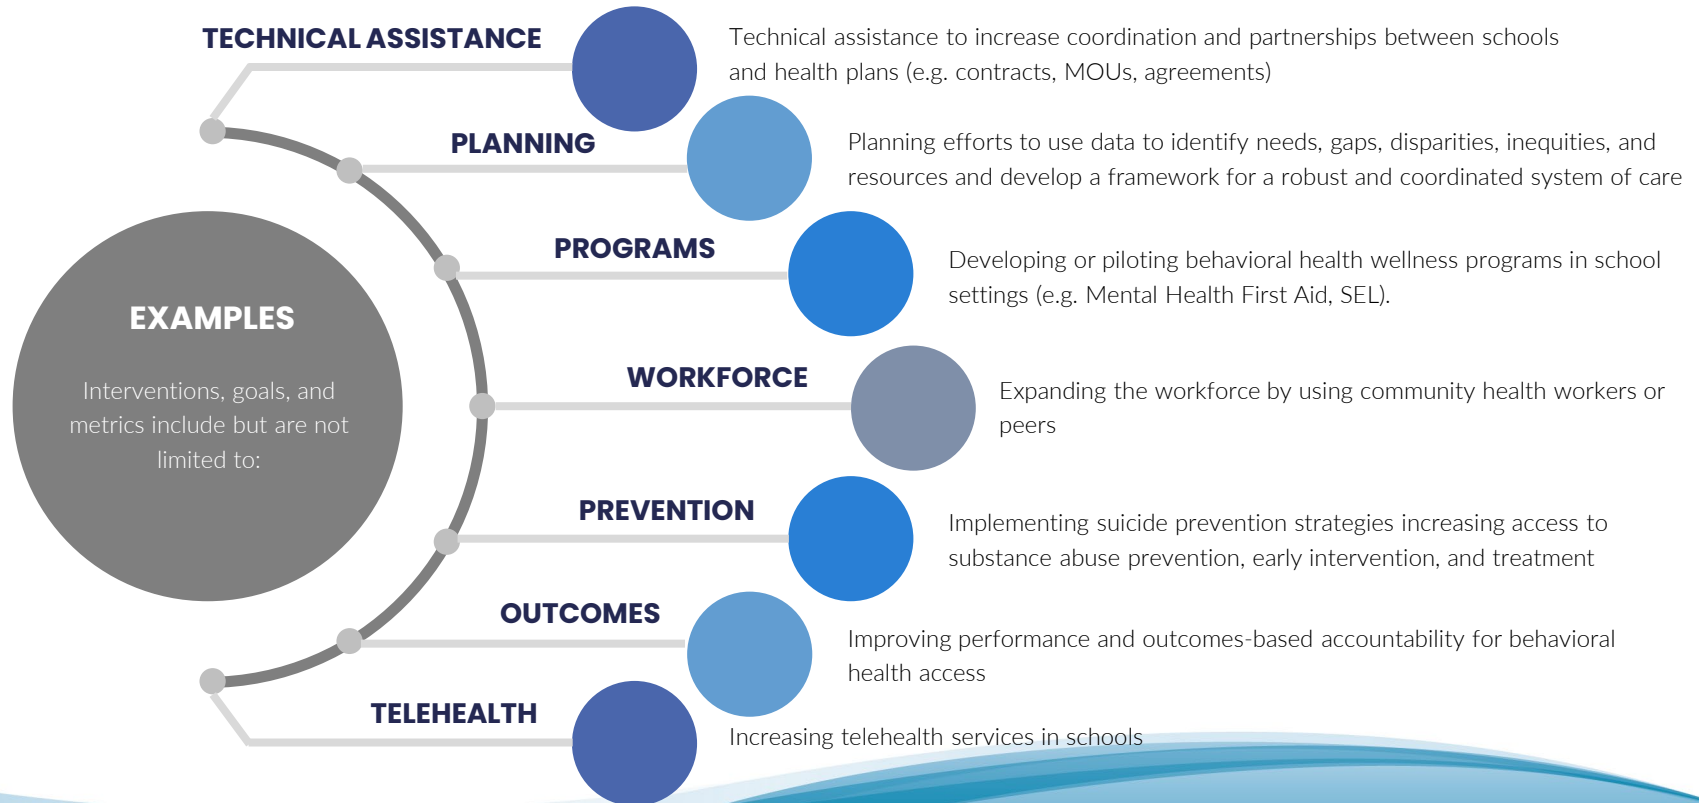 TECHNICAL ASSISTANCE
Technical assistance to increase coordination and partnerships between schools
and health plans (e.g. contracts, MOUs, agreements)
PLANNING
Planning efforts to use data to identify needs, gaps, disparities, inequities, and
resources and develop a framework for a robust and coordinated system of care
PROGRAMS
Developing or piloting behavioral health wellness programs in school
settings (e.g. Mental Health First Aid, SEL).
EXAMPLES
Interventions, goals, and
metrics include but are not
limited to:
WORKFORCE
Expanding the workforce by using community health workers or
peers
PREVENTION
Implementing suicide prevention strategies increasing access to
substance abuse prevention, early intervention, and treatment
OUTCOMES
Improving performance and outcomes-based accountability for behavioral
health access
TELEHEALTH
Increasing telehealth services in schools